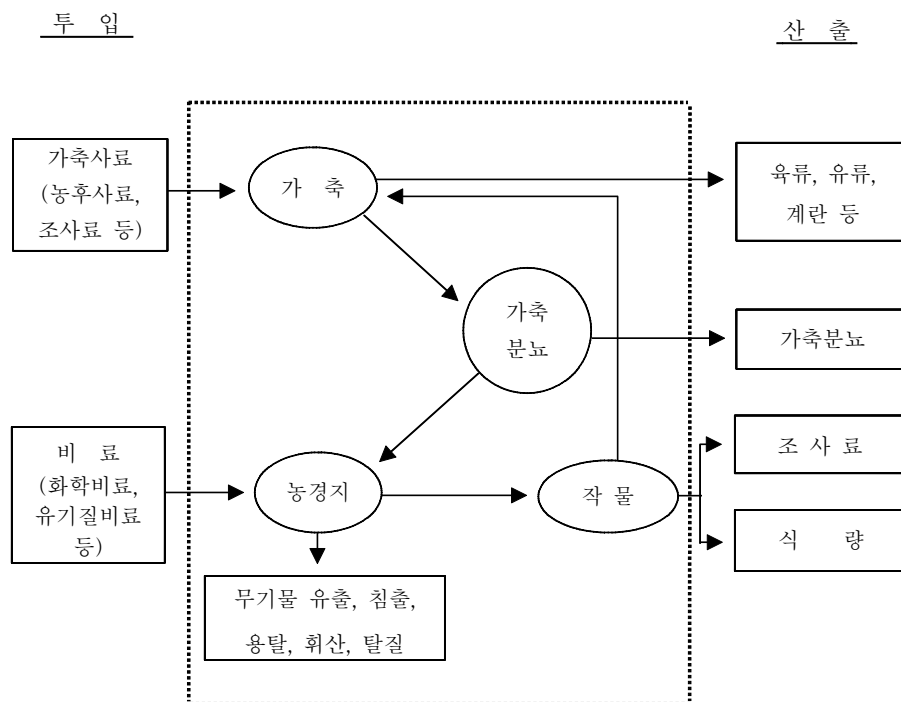 투 입
산 출
가축사료
(농후사료,
조사료 등)
가 축
육류, 유류,
계란 등
가축
분뇨
가축분뇨
비 료
(화학비료,
유기질비료
등)
농경지
작 물
조 사 료
식 량
무기물 유출, 침출,
용탈, 휘산, 탈질